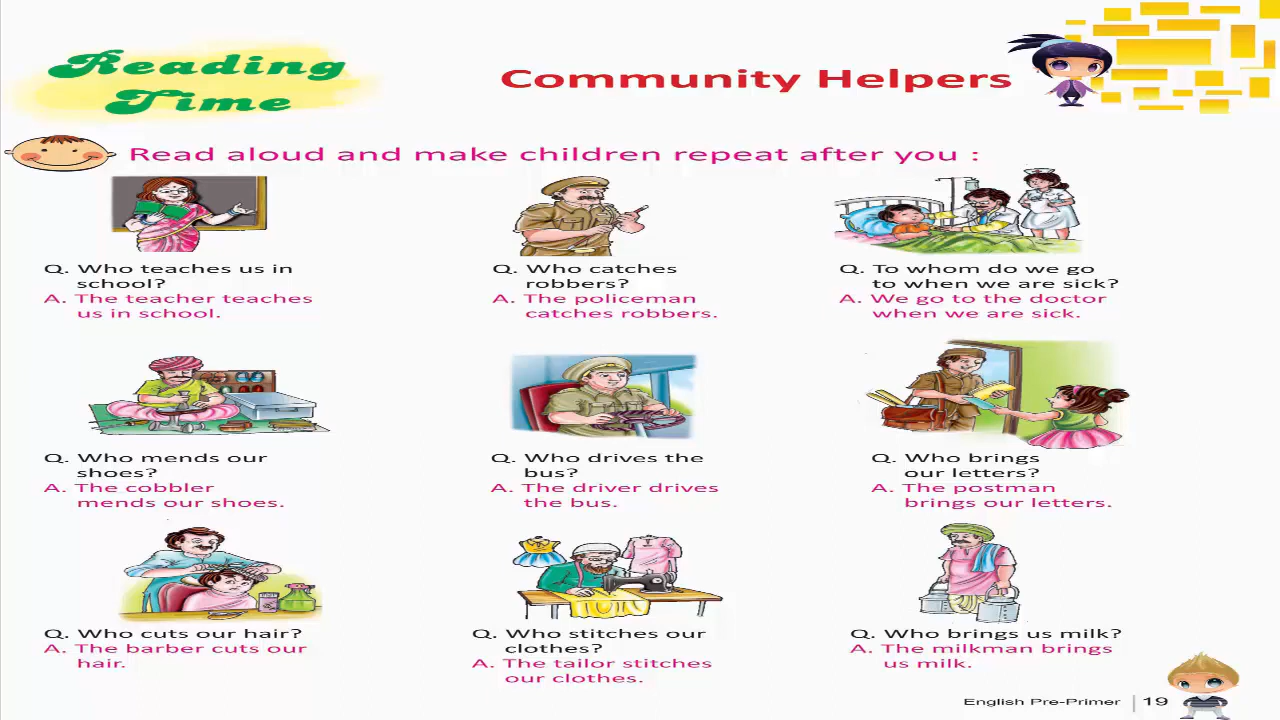 Reading
Time
Community Helpers
Read aloud and make children repeat after you :
Q. Who teaches us in
school?
A. The teacher teaches
us in school.
Q. Who catches
robbers?
A. The policeman
catches robbers.
Q. To whom do we go
to when we are sick?
A. We go to the doctor
when we are sick.
Q. Who mends our
shoes?
A. The cobbler
mends our shoes.
Q. Who drives the
bus?
A. The driver drives
the bus.
Q. Who brings
our letters?
A. The postman
brings our letters.
Q. Who cuts our hair?
A. The barber cuts our
hair.
Q. Who stitches our
clothes?
A. The tailor stitches
our clothes.
Q. Who brings us milk?
A. The milkman brings
us milk.
English Pre-Primer 19